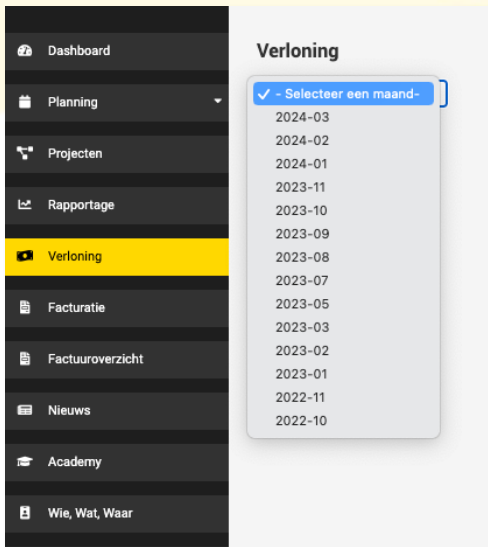 Dashboard
Planning
Projecten
Rapportage
Verloning
Facturatie
Factuuroverzicht
Nieuws
Academy
Wie, Wat, Waar
Verloning
- Selecteer een maand-
2024-03
2024-02
2024-01
2023-11
2023-10
2023-09
2023-08
2023-07
2023-05
2023-03
2023-02
2023-01
2022-11
2022-10